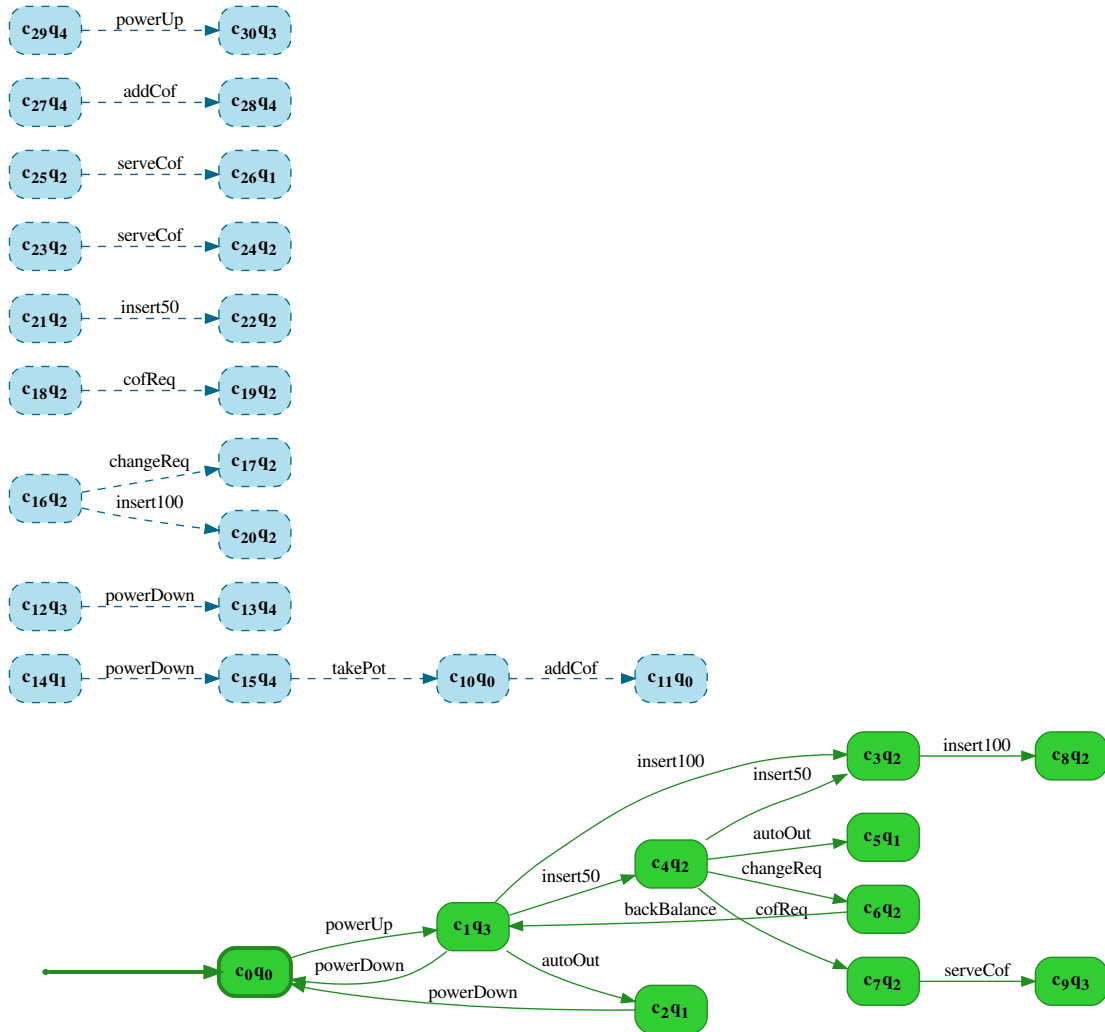 c29q4 powerUp c30q3
c27q4 addCof c28q4
c25q2 serveCof c26q1
c23q2 serveCof c24q2
c21q2 insert50 c22q2
c18q2 cofReq c19q2
changeReq c17q2
c16q2
insert100
c20q2
c12q3 powerDown c13q4
c14q1 powerDown c15q4 takePot c10q0 addCof c11q0
insert100 c3q2 insert100 c8q2
insert50
autoOut c5q1
c4q2
changeReq
insert50
backBalance cofReq c6q2
powerUp c1q3
powerDown autoOut c7q2 serveCof c9q3
c0q0
powerDown c2q1